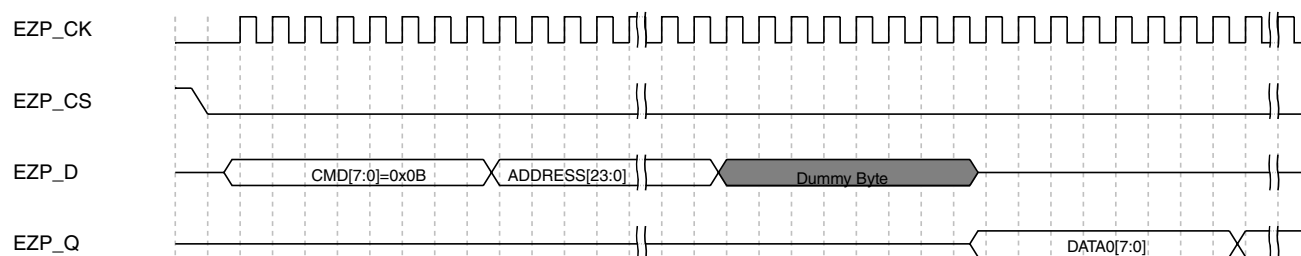 EZP_CK
EZP_CS
EZP_D
CMD[7:0]=0x0B
ADDRESS[23:0]
Dummy Byte
EZP_Q
DATA0[7:0]